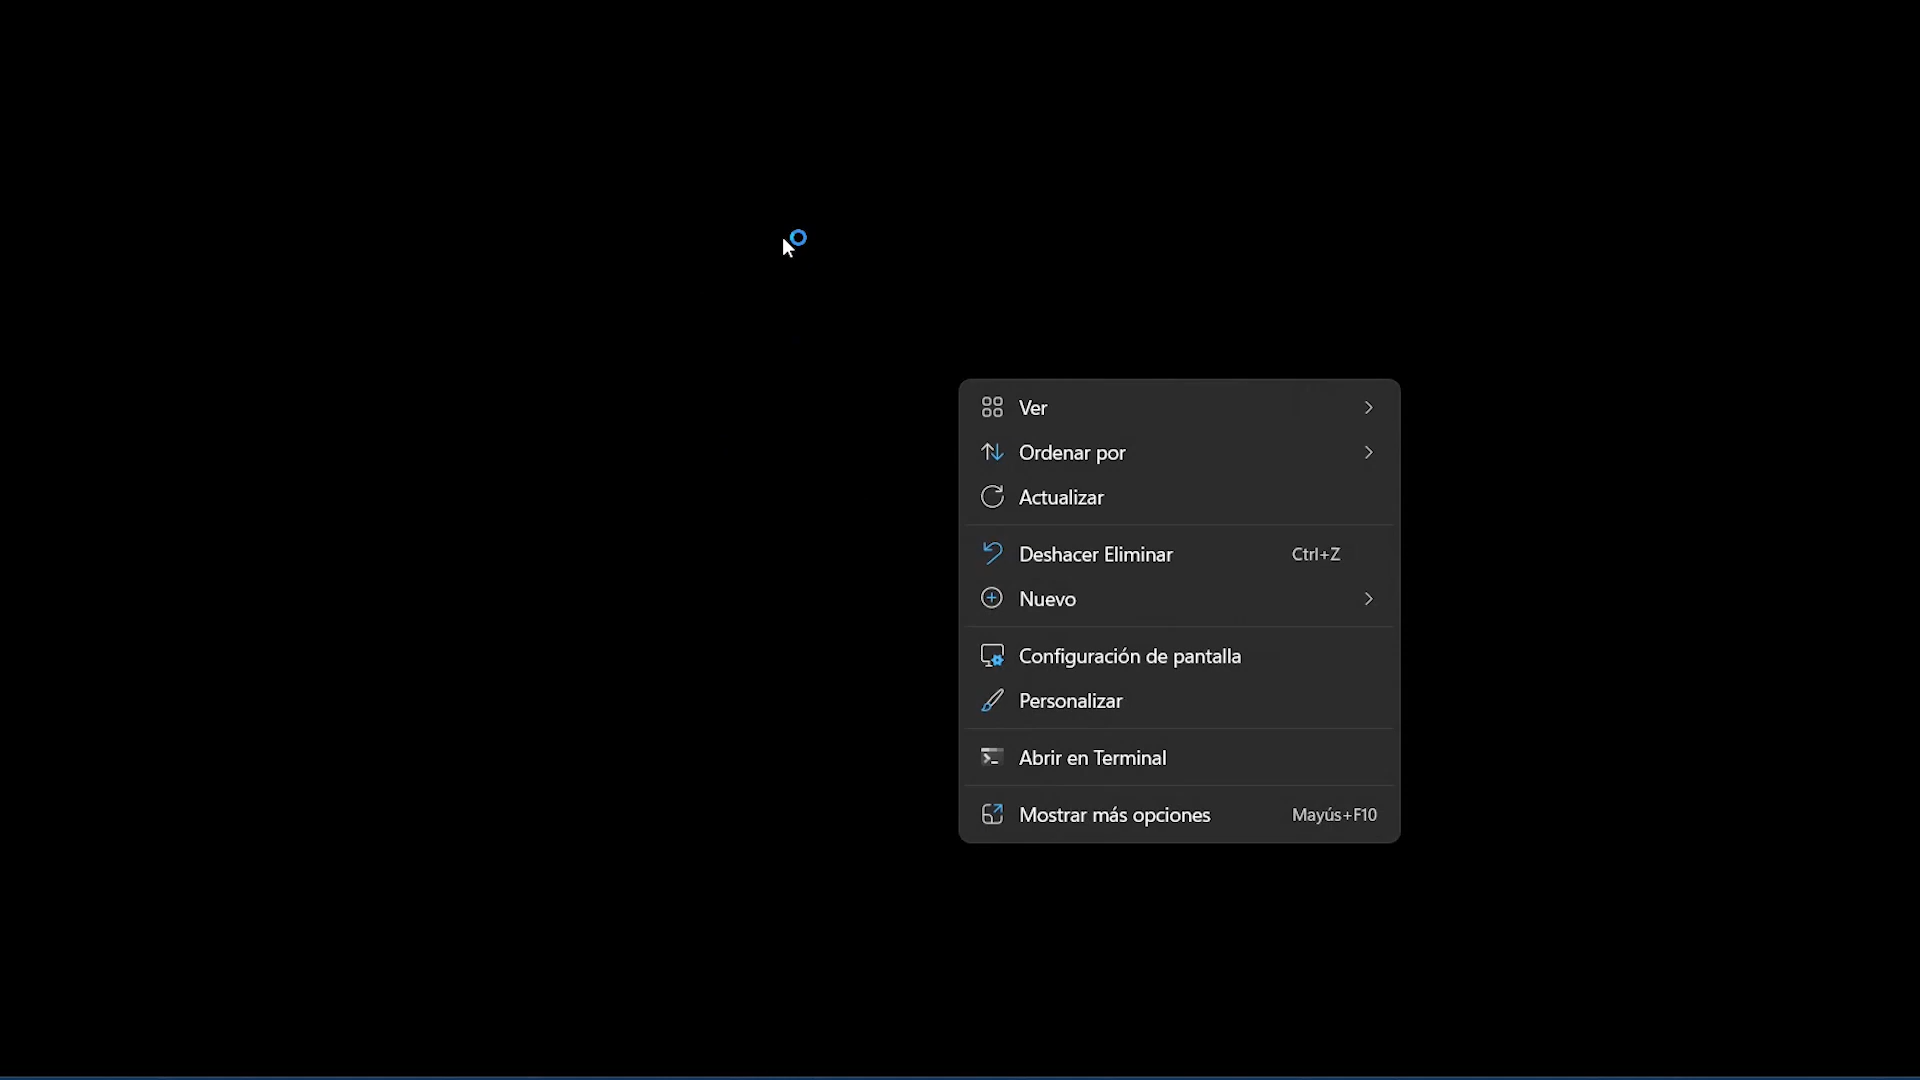 Ver
Ordenar por
Actualizar
Deshacer Eliminar Ctrl+Z
Nuevo
Configuración de pantalla
Personalizar
Abrir en Terminal
Mostrar más opciones Mayús+F10